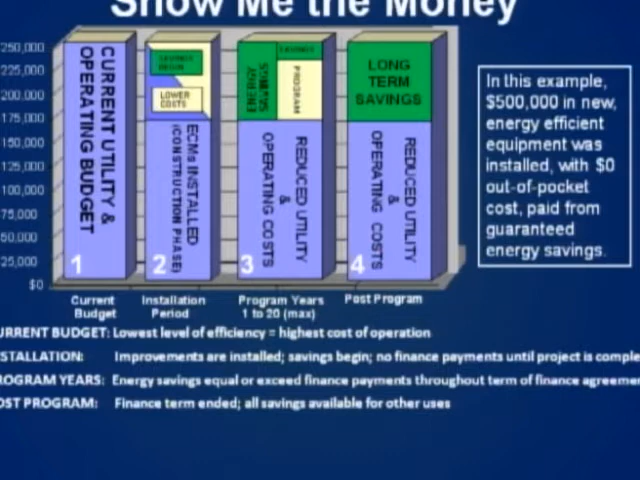 Show Me the Money
250,000
225,000
200,000
175,000
150,000
125,000
100,000
75,000
50,000
25,000
$0
CURRENT UTILITY &
OPERATING BUDGET
1
SAVINGS
BEGIN
LOWER
COSTS
ECMs INSTALLED
(CONSTRUCTION PHASE)
2
SAVINGS
ENERGY
SAVINGS
PROGRAM
REDUCED UTILITY
&
OPERATING COSTS
3
LONG
TERM
SAVINGS
REDUCED UTILITY
&
OPERATING COSTS
4
Current
Budget
Installation
Period
Program Years
1 to 20 (max)
Post Program
In this example,
$500,000 in new,
energy efficient
equipment was
installed, with $0
out-of-pocket
cost, paid from
guaranteed
energy savings.
URRENT BUDGET: Lowest level of efficiency = highest cost of operation
STALLATION: Improvements are installed; savings begin; no finance payments until project is comple
ROGRAM YEARS: Energy savings equal or exceed finance payments throughout term of finance agreemen
OST PROGRAM: Finance term ended; all savings available for other uses